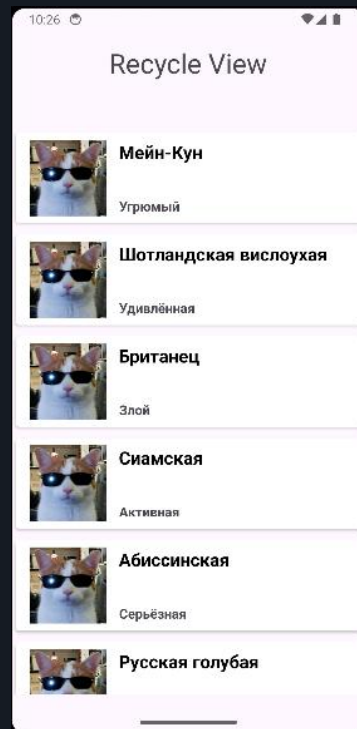 10:26
Recycle View
Мейн-Кун
Угрюмый
Шотландская вислоухая
Удивлённая
Британец
Злой
Сиамская
Активная
Абиссинская
Серьёзная
Русская голубая